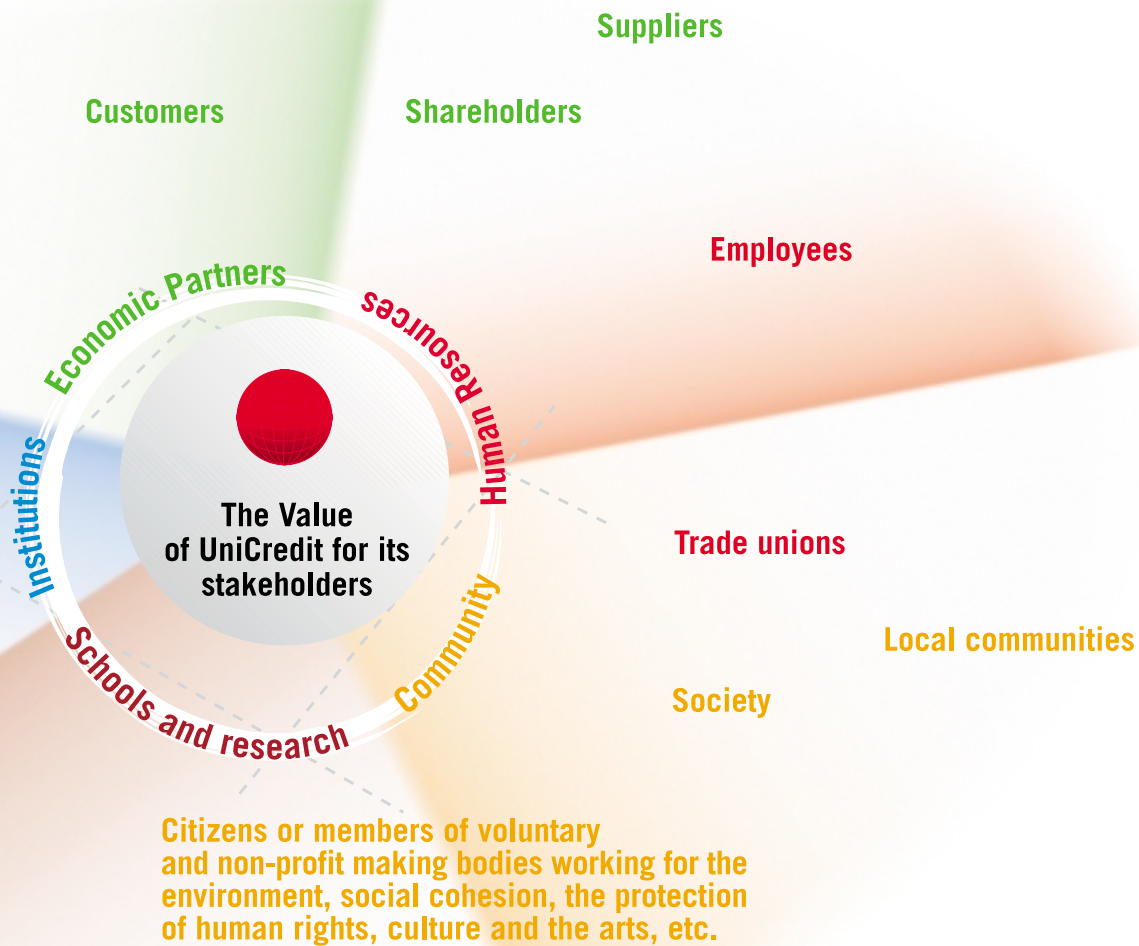 Suppliers
Customers
Shareholders
Employees
Economic Partners
Human Resources
Institutions
The Value
of UniCredit for its
stakeholders
Trade unions
Community
Local communities
Schools and research
Society
Citizens or members of voluntary
and non-profit making bodies working for the
environment, social cohesion, the protection
of human rights, culture and the arts, etc.